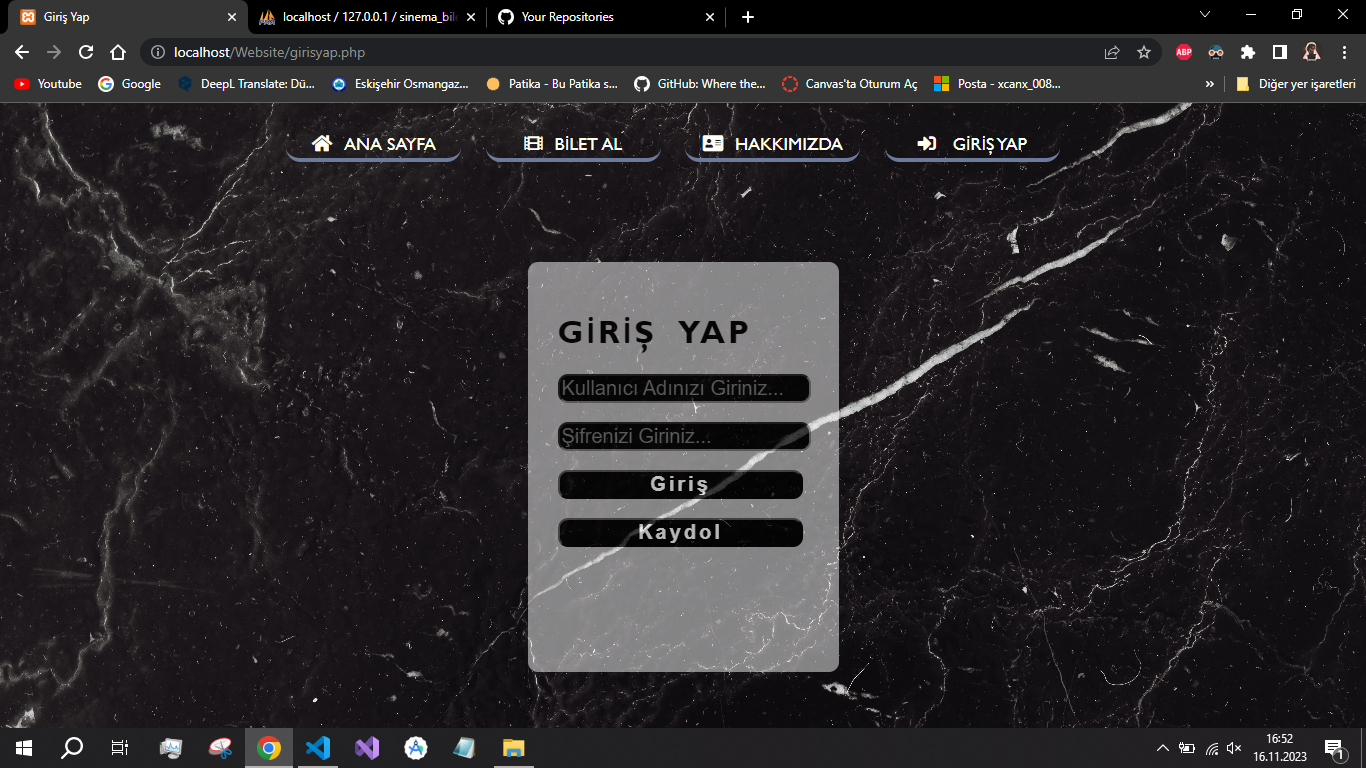 Giriş Yap
localhost / 127.0.0.1 / sinema_bile
Your Repositories
localhost/Website/girisyap.php
ABP
Youtube
Google
DeepL Translate: Dü...
Eskişehir Osmangaz...
Patika - Bu Patika s...
GitHub: Where the...
Canvas'ta Oturum Aç
Posta - xcanx_008...
»
Diğer yer işaretleri
ANA SAYFA
BİLET AL
HAKKIMIZDA
GİRİŞ YAP
GİRİŞ YAP
Kullanıcı Adınızı Giriniz...
Şifrenizi Giriniz...
Giriş
Kaydol
16:52
16.11.2023
1